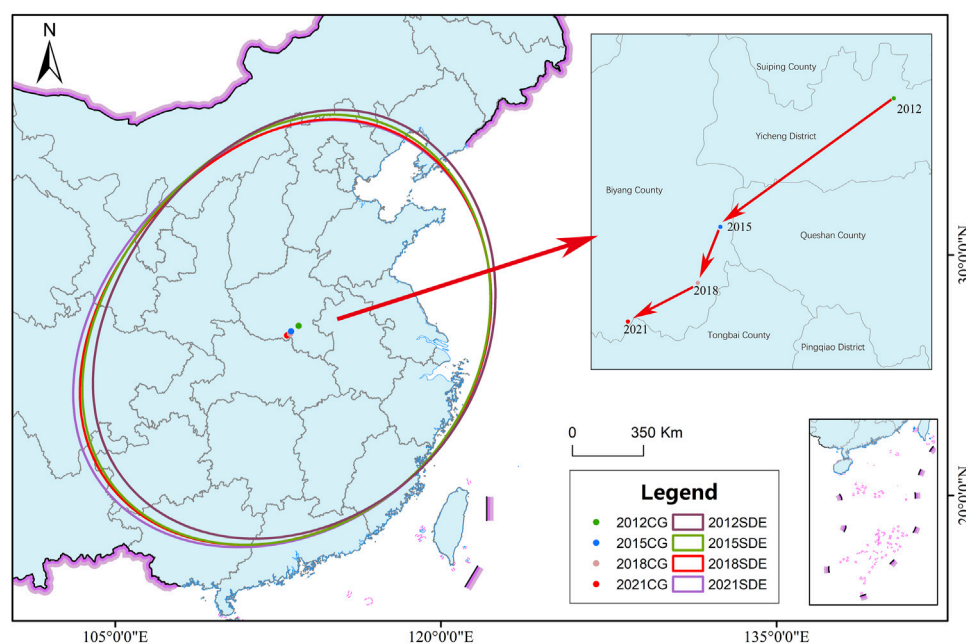 N
Suiping County
2012
Yicheng District
Biyang County
2015
Queshan County
2018
2021
Tongbai County
Pingqiao District
30°0'0"N
0 350 Km
20°0'0"N
Legend
2012CG 2012SDE
2015CG 2015SDE
2018CG 2018SDE
2021CG 2021SDE
105°0'0"E 120°0'0"E 135°0'0"E